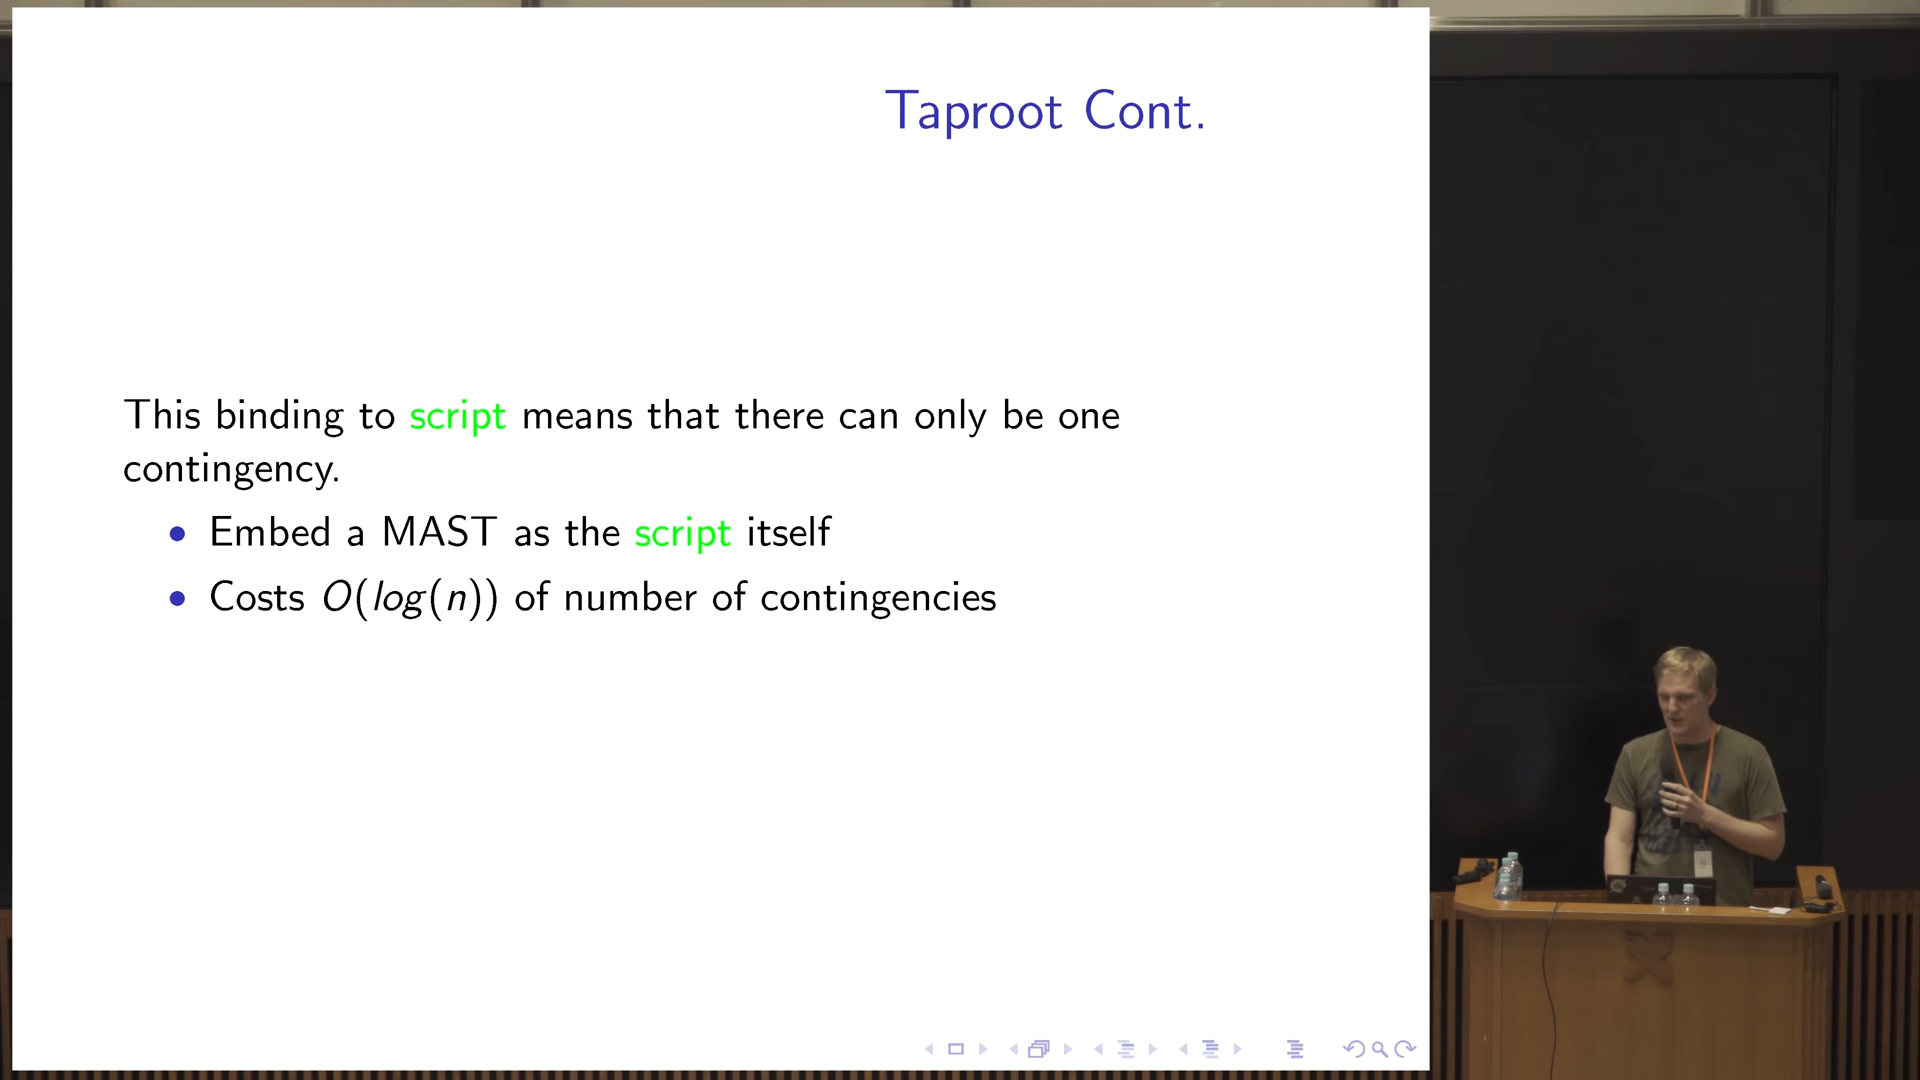 Taproot Cont.
This binding to script means that there can only be one
contingency.
• Embed a MAST as the script itself
• Costs O(log(n)) of number of contingencies